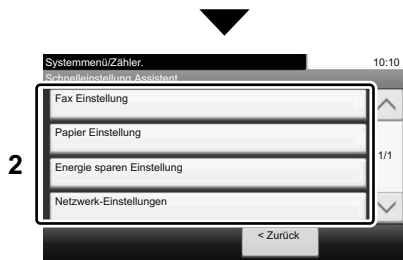 Systemmenü/Zähler.
10:10
Schnelleinstellung Assistent
Fax Einstellung
Papier Einstellung
1/1
2
Energie sparen Einstellung
Netzwerk-Einstellungen
< Zurück